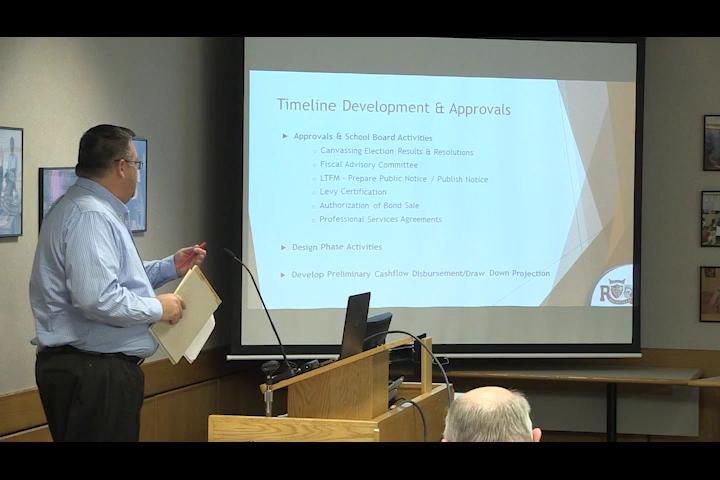 Timeline Development & Approvals
► Approvals & School Board Activities
○ Canvassing Election Results & Resolutions
○ Fiscal Advisory Committee
○ LTFM - Prepare Public Notice / Publish Notice
○ Levy Certification
○ Authorization of Bond Sale
○ Professional Services Agreements
► Design Phase Activities
► Develop Preliminary Cashflow Disbursement/Draw Down Projection